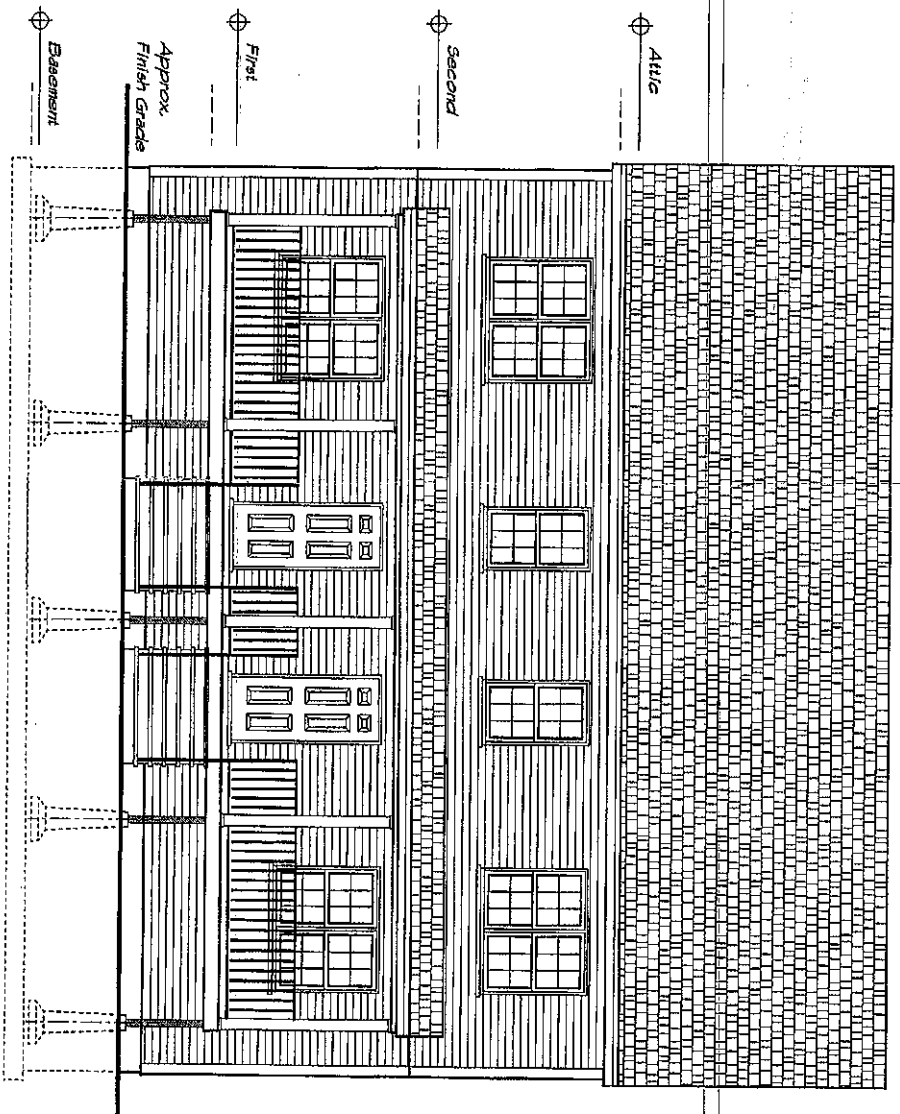 Attic
Second
First
Approx.
Finish Grade
Basement